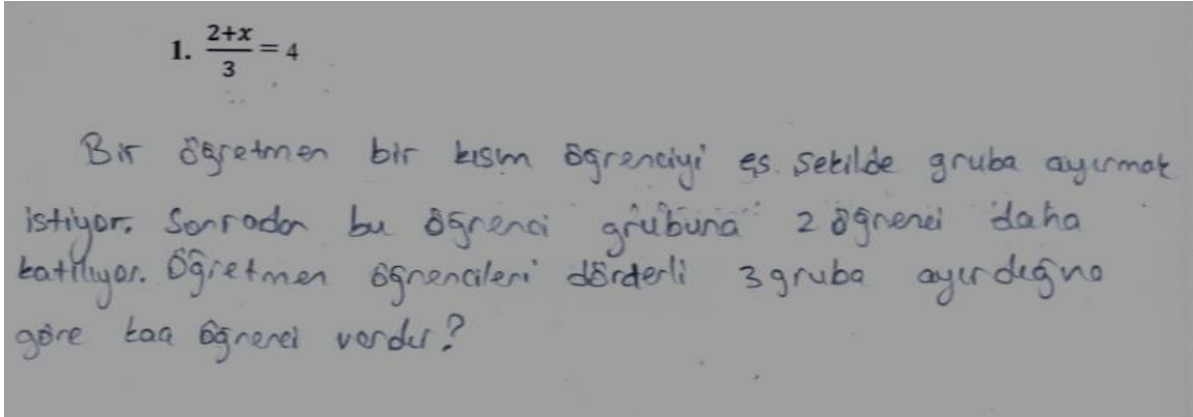 1. \frac{2+x}{3} = 4
Bir öğretmen bir kısım öğrenciyi eş şekilde gruba ayırmak
istiyor. Sonradan bu öğrenci grubuna 2 öğrenci daha
katılıyor. Öğretmen öğrencileri dörderli 3 gruba ayırdığına
göre kaç öğrenci vardır?